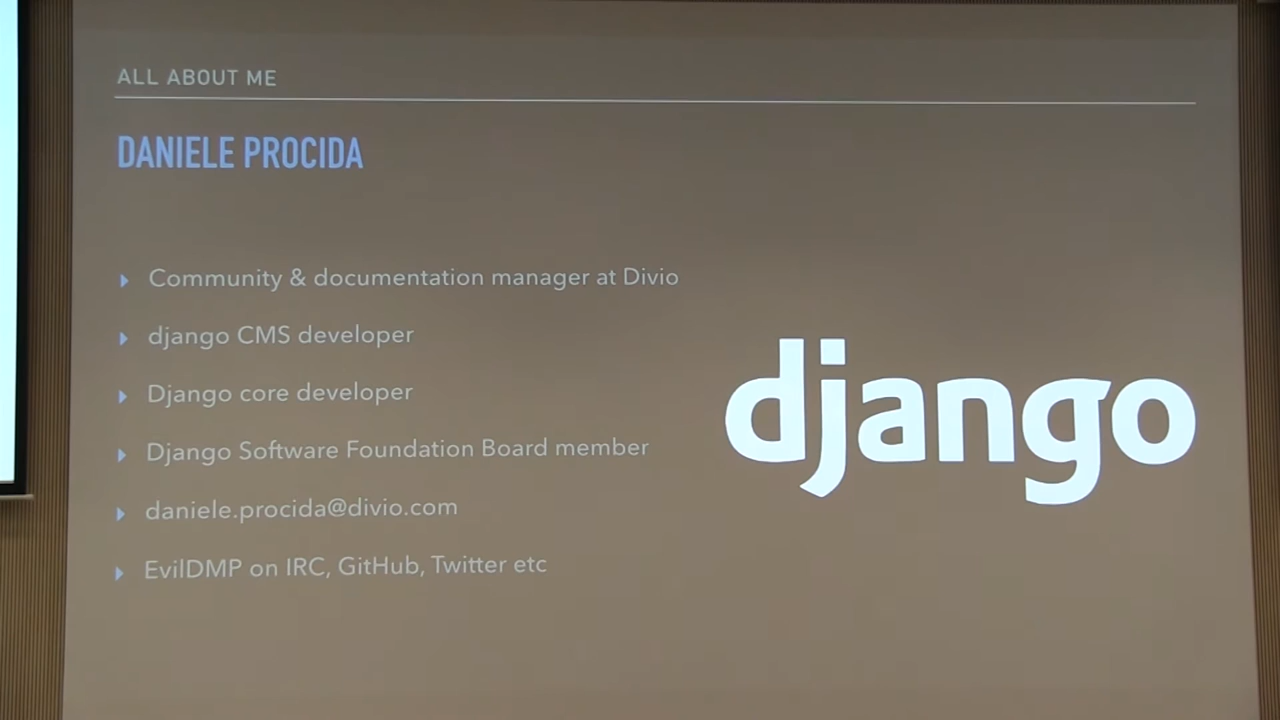 ALL ABOUT ME
DANIELE PROCIDA
Community & documentation manager at Divio
django CMS developer
Django core developer
django
Django Software Foundation Board member
daniele.procida@divio.com
EvilDMP on IRC, GitHub, Twitter etc